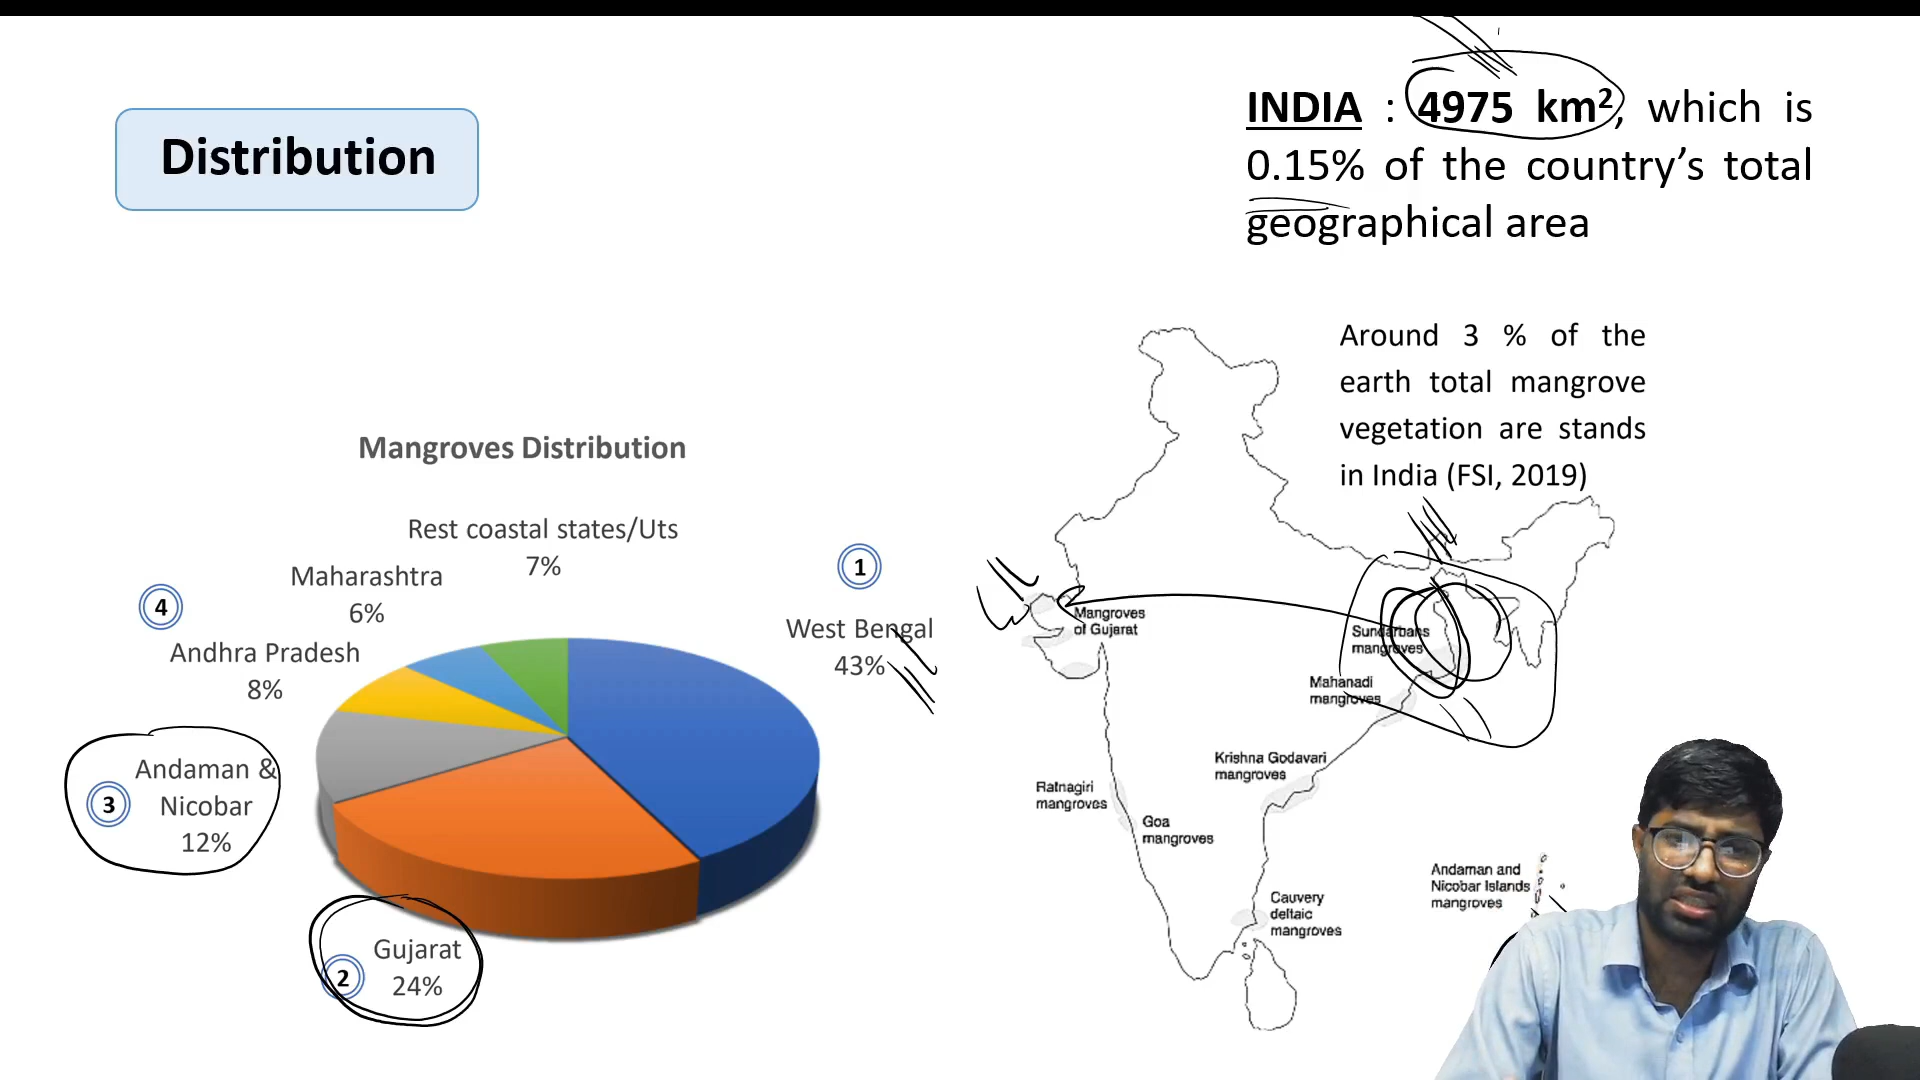 Distribution
INDIA : 4975 km², which is
0.15% of the country’s total
geographical area
Around 3 % of the
earth total mangrove
vegetation are stands
in India (FSI, 2019)
Mangroves Distribution
Rest coastal states/Uts
7%
Maharashtra
6%
4
Andhra Pradesh
8%
1
West Bengal
43%
3
Andaman &
Nicobar
12%
2
Gujarat
24%
Mangroves
of Gujarat
Sundarbans
mangroves
Mahanadi
mangroves
Krishna Godavari
mangroves
Ratnagiri
mangroves
Goa
mangroves
Cauvery
deltaic
mangroves
Andaman and
Nicobar Islands
mangroves